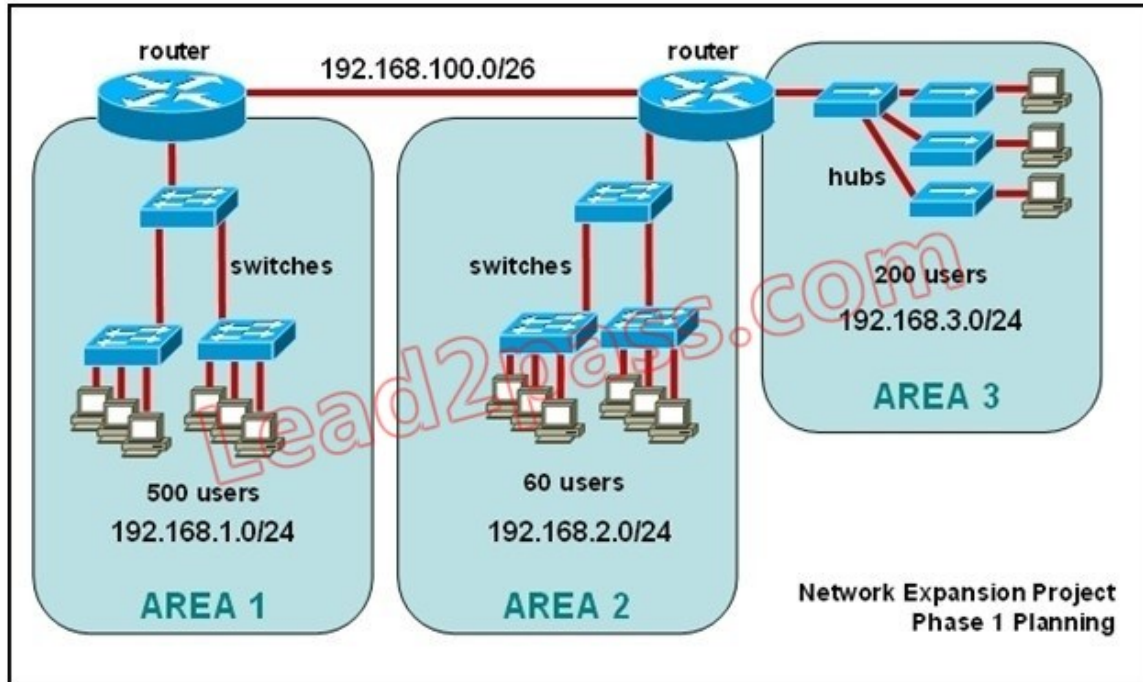 router
192.168.100.0/26
router
hubs
switches
switches
200 users
192.168.3.0/24
AREA 3
500 users
192.168.1.0/24
AREA 1
60 users
192.168.2.0/24
AREA 2
Network Expansion Project
Phase 1 Planning
Lead2pass.com